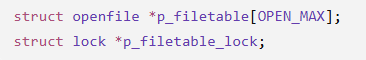 struct openfile *p_filetable[OPEN_MAX];
struct lock *p_filetable_lock;